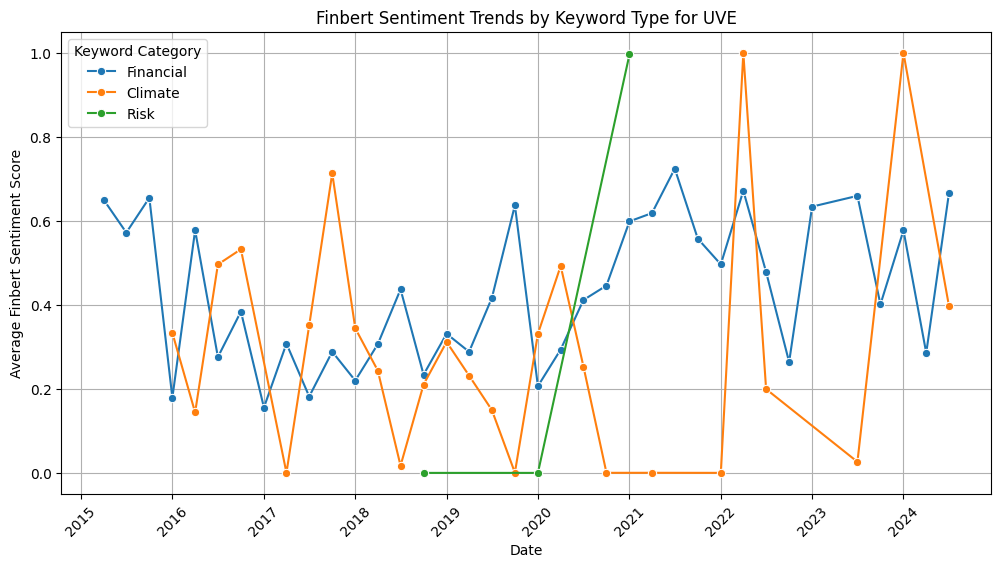 Finbert Sentiment Trends by Keyword Type for UVE
Keyword Category
Financial
Climate
Risk
Average Finbert Sentiment Score
1.0
0.8
0.6
0.4
0.2
0.0
2015
2016
2017
2018
2019
2020
2021
2022
2023
2024
Date